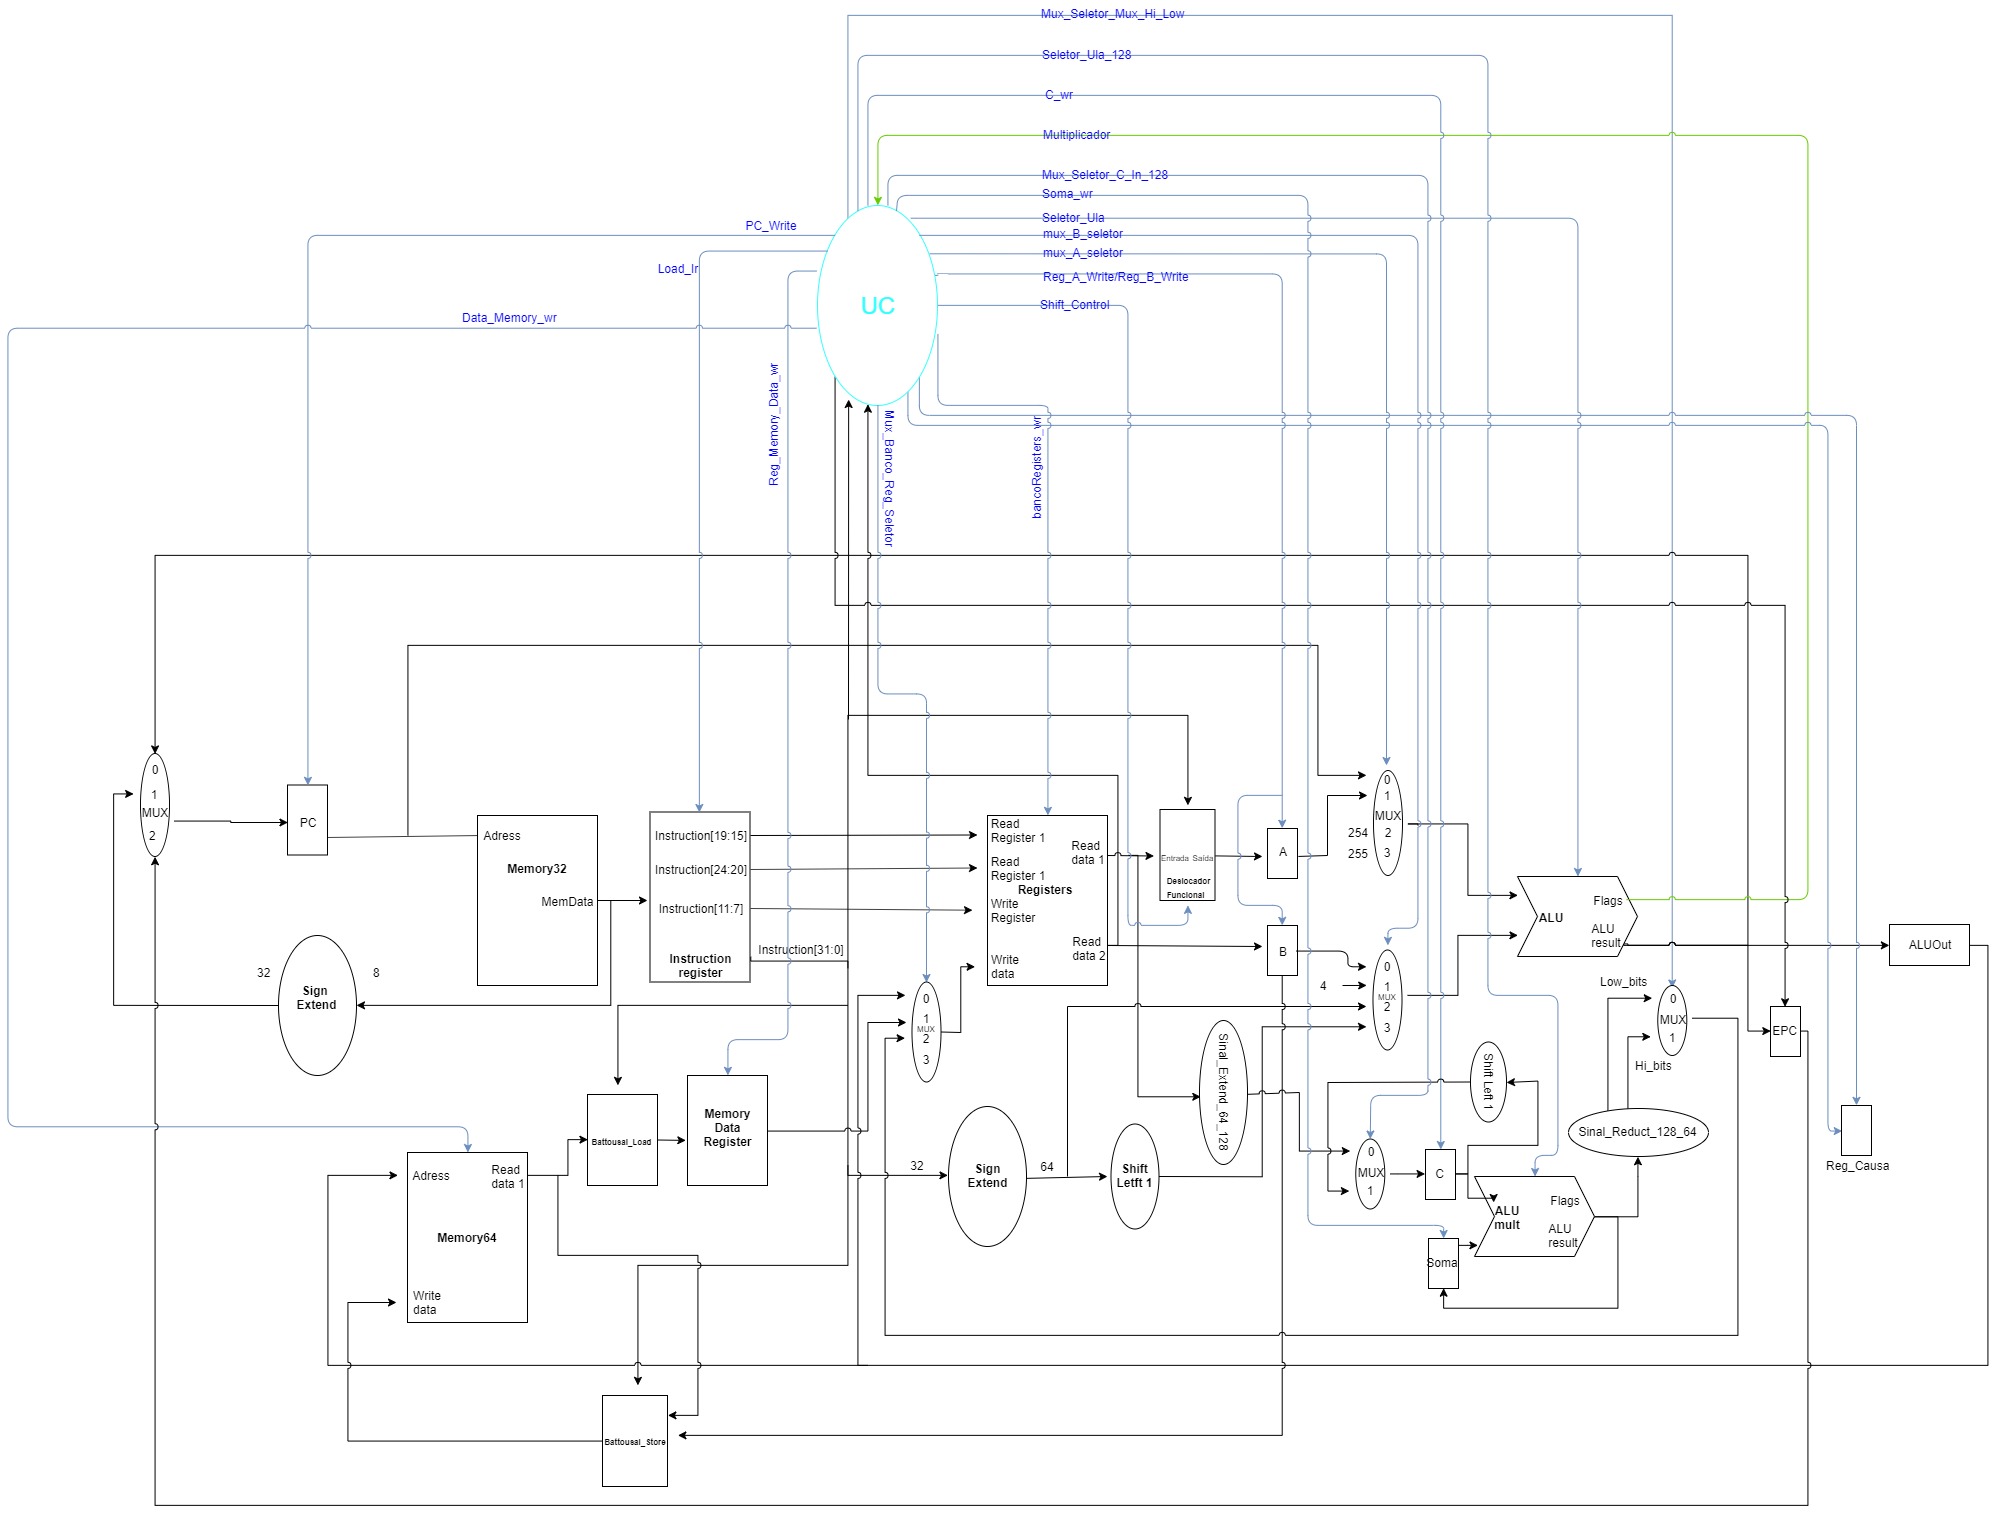 Mux_Seletor_Mux_Hi_Low
Seletor_Ula_128
C_wr
Multiplicador
Mux_Seletor_C_In_128
Soma_wr
Seletor_Ula
PC_Write
mux_B_seletor
mux_A_seletor
Load_Ir
Reg_A_Write/Reg_B_Write
UC
Shift_Control
Data_Memory_wr
Reg_Memory_Data_wr
Mux_Banco_Reg_Seletor
bancoRegisters_wr
0
1
MUX
2
PC
Adress
Memory32
MemData
Instruction[19:15]
Instruction[24:20]
Instruction[11:7]
Instruction[31:0]
Instruction
register
Read
Register 1
Read
Register 1
Registers
Write
Register
Write
data
Read
data 1
Read
data 2
Entrada Saída
Deslocador
Funcional
A
B
0
1
MUX
254
2
255
3
4
0
1
MUX
2
3
ALU
Flags
ALU
result
ALUOut
32
Sign
Extend
8
0
1
MUX
2
3
Low_bits
0
MUX
1
Hi_bits
EPC
Sinal_Extend_64_128
Shift Left 1
Battousal_Load
Memory
Data
Register
32
Sign
Extend
64
Shift
Letft 1
0
MUX
1
C
Sinal_Reduct_128_64
Reg_Causa
Adress
Read
data 1
Memory64
Write
data
ALU
mult
Flags
ALU
result
Soma
Battousal_Store